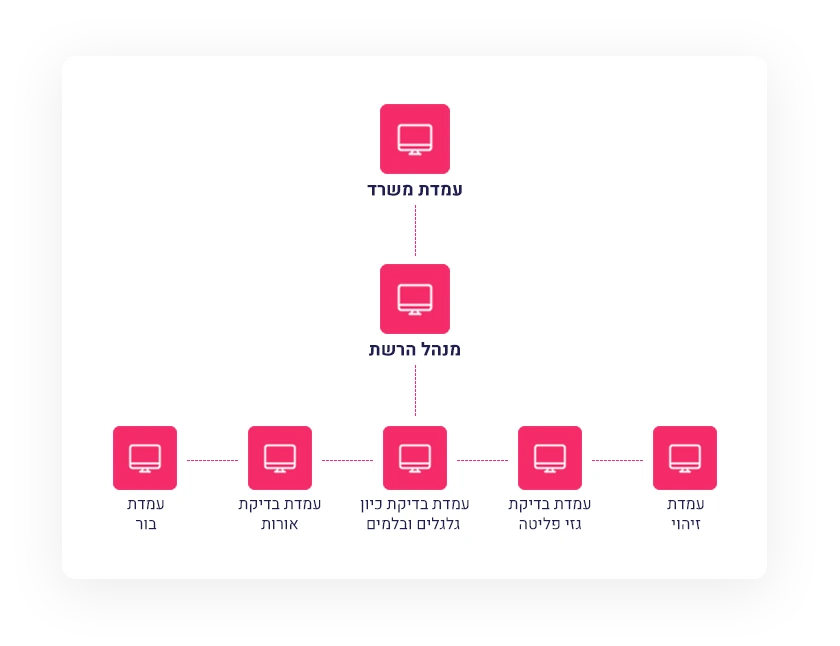 עמדת משרד
מנהל הרשת
עמדת
זיהוי
עמדת בדיקת
גזי פליטה
עמדת בדיקת כיון
גלגלים ובלמים
עמדת בדיקת
אורות
עמדת
בור